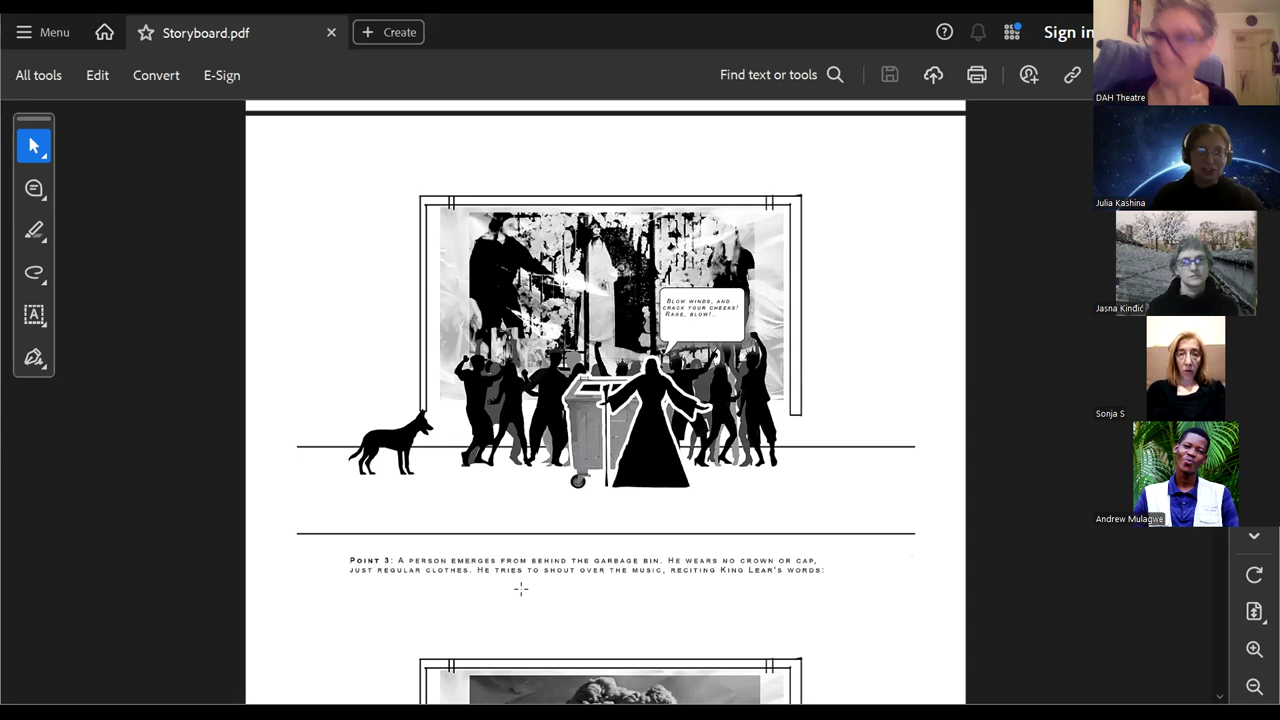 Menu
Storyboard.pdf
Create
Sign in
All tools
Edit
Convert
E-Sign
Find text or tools
DAH Theatre
Julia Kashina
Jasna Kinđić
Sonja S
Andrew Mulagwe
Blow winds, and
crack your cheeks!
Rage, blow!..
Point 3: A person emerges from behind the garbage bin. He wears no crown or cap,
just regular clothes. He tries to shout over the music, reciting King Lear's words: